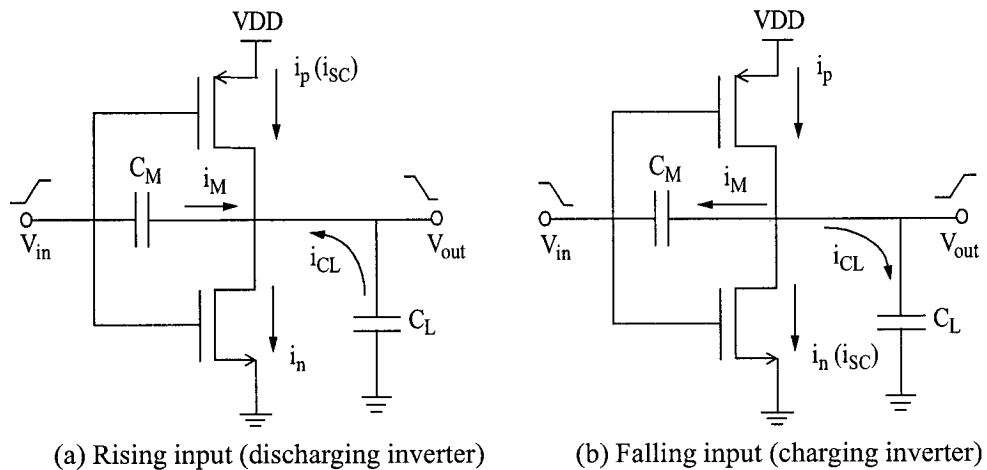 VDD
i_p (i_SC)
C_M
i_M
V_in
V_out
i_CL
C_L
i_n
(a) Rising input (discharging inverter)
VDD
i_p
C_M
i_M
V_in
V_out
i_CL
C_L
i_n (i_SC)
(b) Falling input (charging inverter)